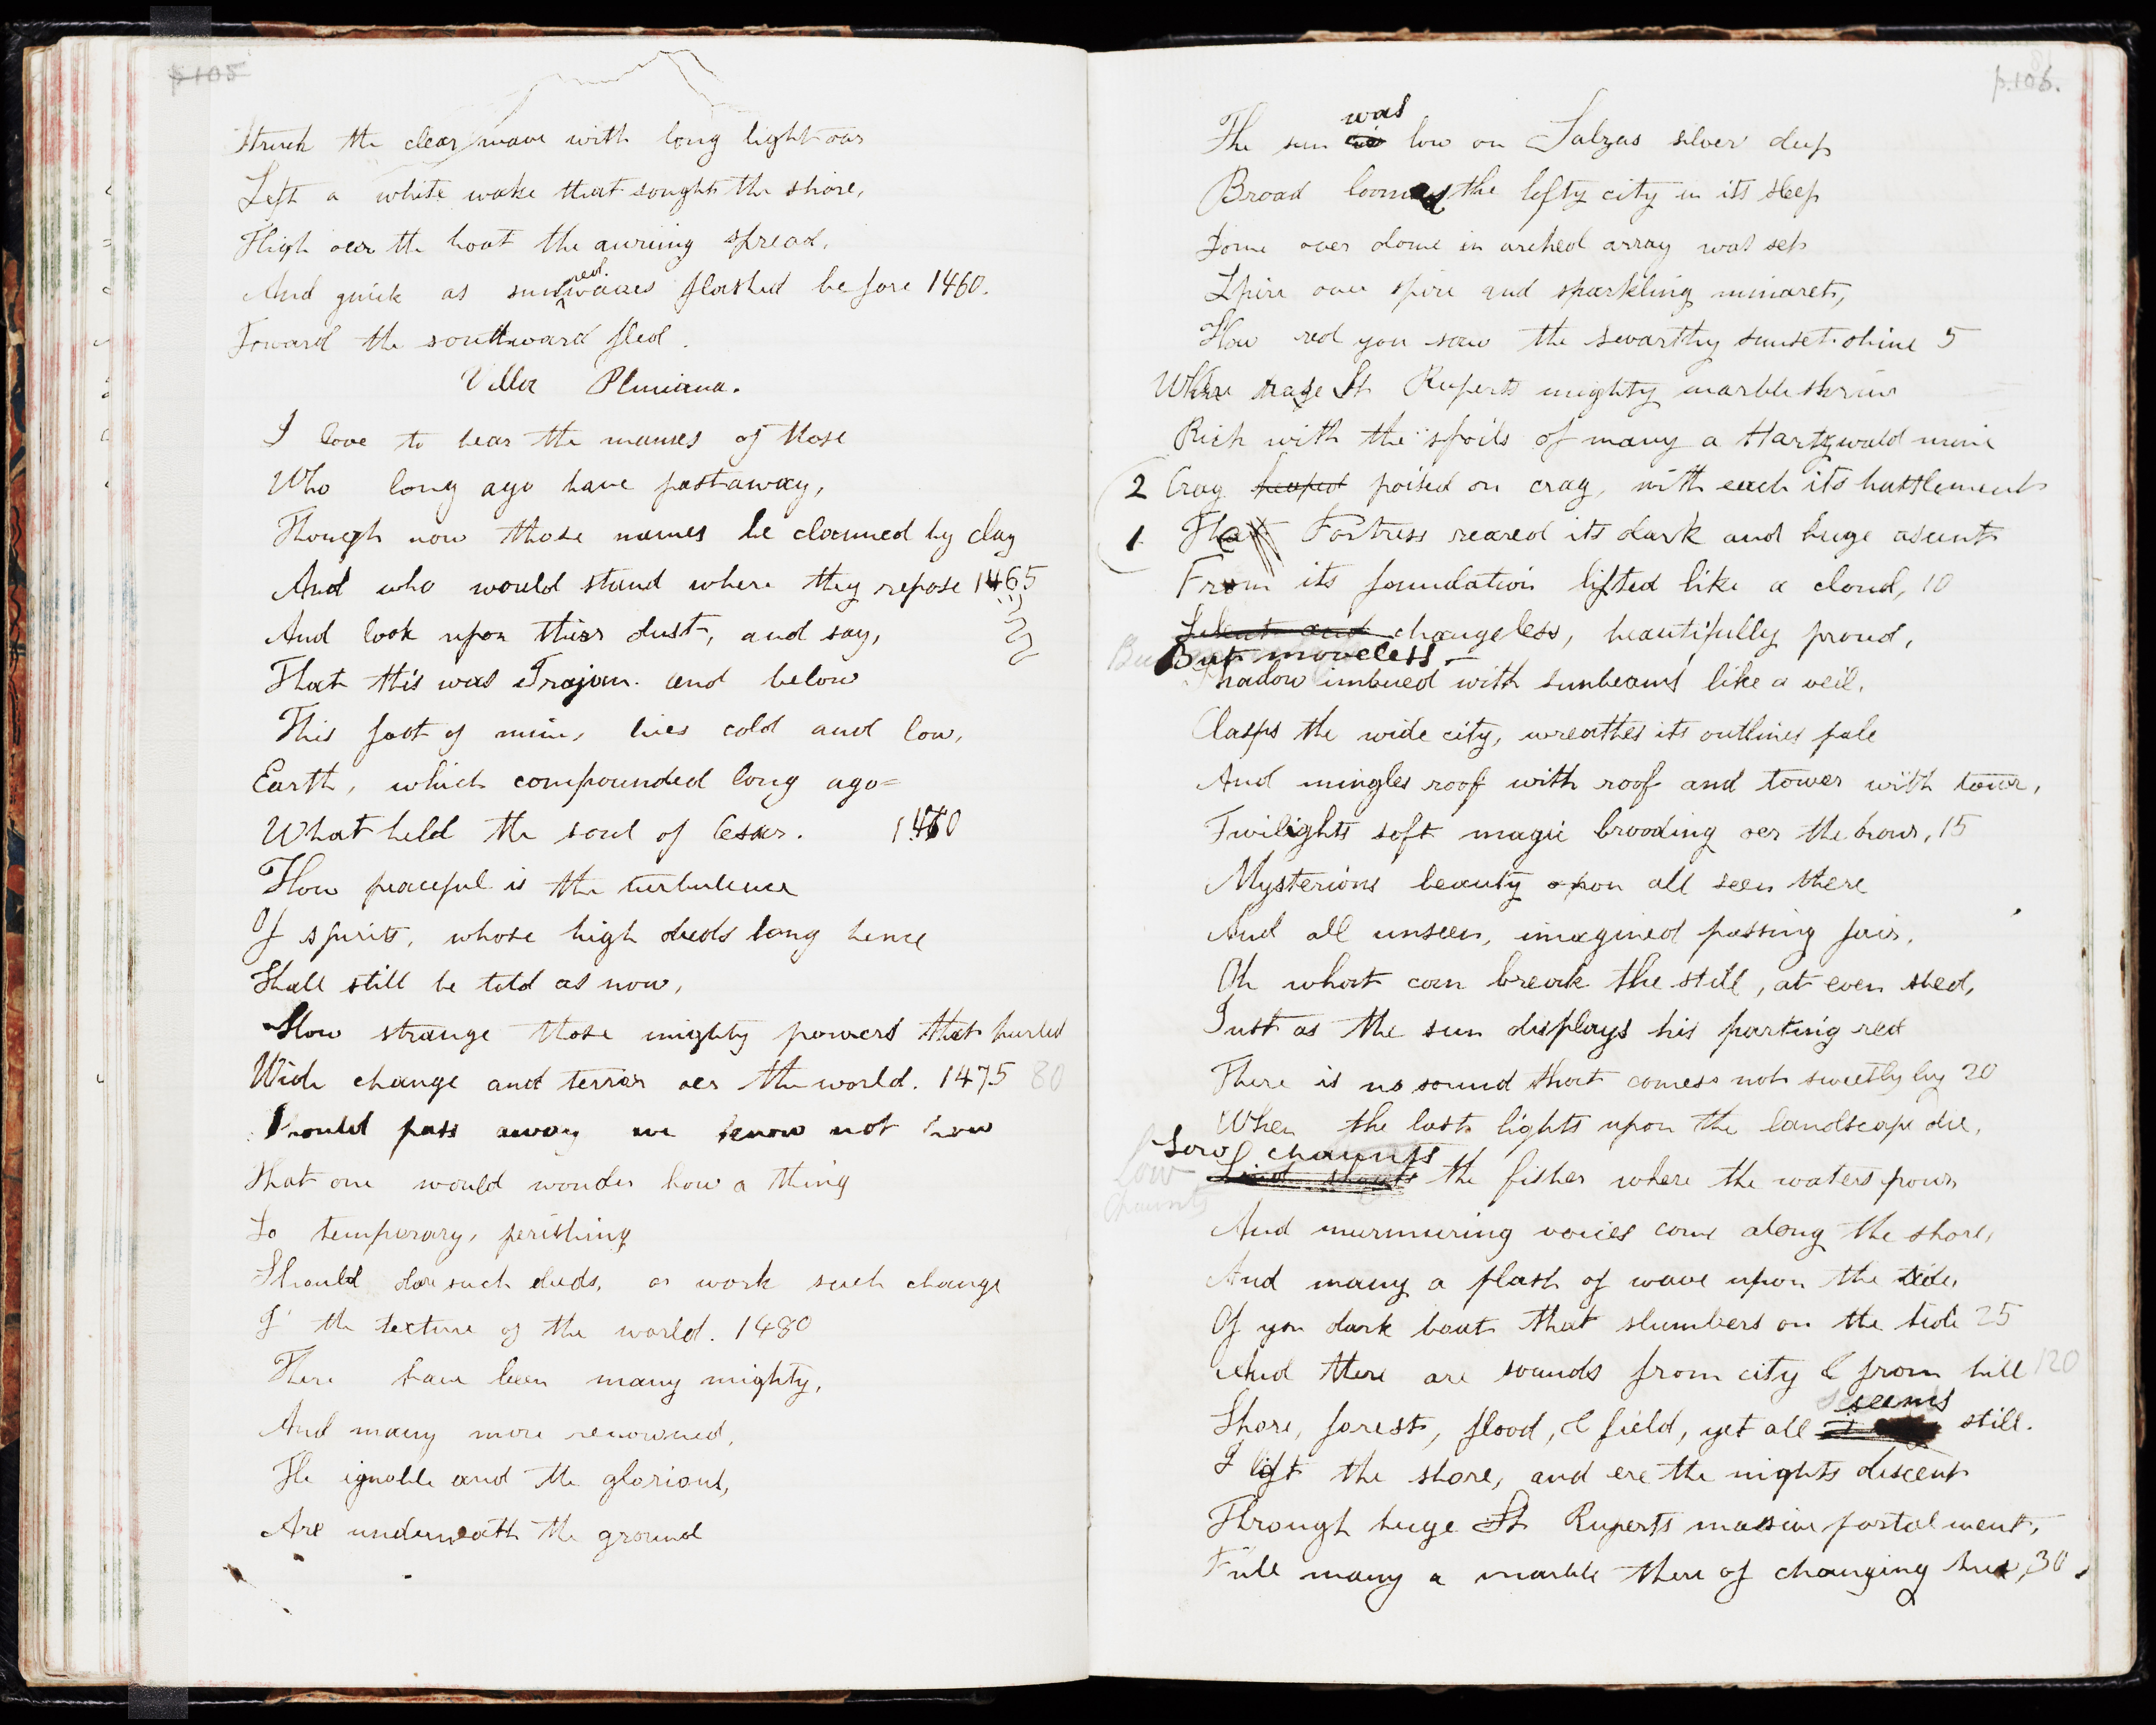 p 105
Struck the clear wave with long light oar
Left a white wake that sought the shore,
High oer the boat the awning spread,
And quick as sunred waves flashed before 1460.
Toward the southward fled.
Villa Pliniana.
I love to hear the names of those
Who long ago have past away,
Though now those names be claimed by clay
And who would stand where they repose 1465
And look upon their dust, and say,
That this was Trajan. and below
This foot of mine, lies cold and low,
Earth, which compounded long ago=
What held the soul of Cesar. 1470
How peaceful is the turbulence
Of spirits, whose high deeds long hence
Shall still be told as now,
How strange those mighty powers that hurled
Wide change and terror oer the world. 1475 80
Should pass away we know not how
That one would wonder how a thing
So temporary, perishing
Should doe such deeds, or work such change
I' the texture of the world. 1480
There have been many mighty,
And many more renowned,
The ignoble and the glorious,
Are underneath the ground
p.106.
was
The sun is low on Salzas silver deep
Broad loomed the lofty city in its sleep
Dome over dome in arched array was set
Spire over spire and sparkling minaret,
How red you saw the swarthy sunset shine 5
Where rase St Ruperts mighty marble shrine
Rich with the spoils of many a Hartzwald mine
2 Crag heaped poised on crag, with each its battlement
1. That Fortress reared its dark and huge ascent
From its foundation lifted like a cloud, 10
Silent and changeless, beautifully proud,
But moveless –
Shadow imbued with sunbeams like a veil,
Clasps the wide city, wreathes its outlines pale
And mingles roof with roof and tower with tower,
Twilights soft magic brooding oer the hour, 15
Mysterious beauty upon all seen there
And all unseen, imagined passing fair,
Oh what can break the still, at even shed,
Just as the sun displays his parting red
There is no sound that comes not sweetly by 20
When the last lights upon the landscape die,
Low chaunts
Low chaunts
Loud shouts the fisher where the waters pour
And murmuring voices come along the shore,
And many a plash of wave upon the side,
Of yon dark boat that slumbers on the tide 25
And there are sounds from city & from hill 120
seems
Shore, forest, flood, & field, yet all still.
I left the shore, and ere the nights descent
Through huge St Ruperts massive portal went,
Full many a marble there of changing hue, 30